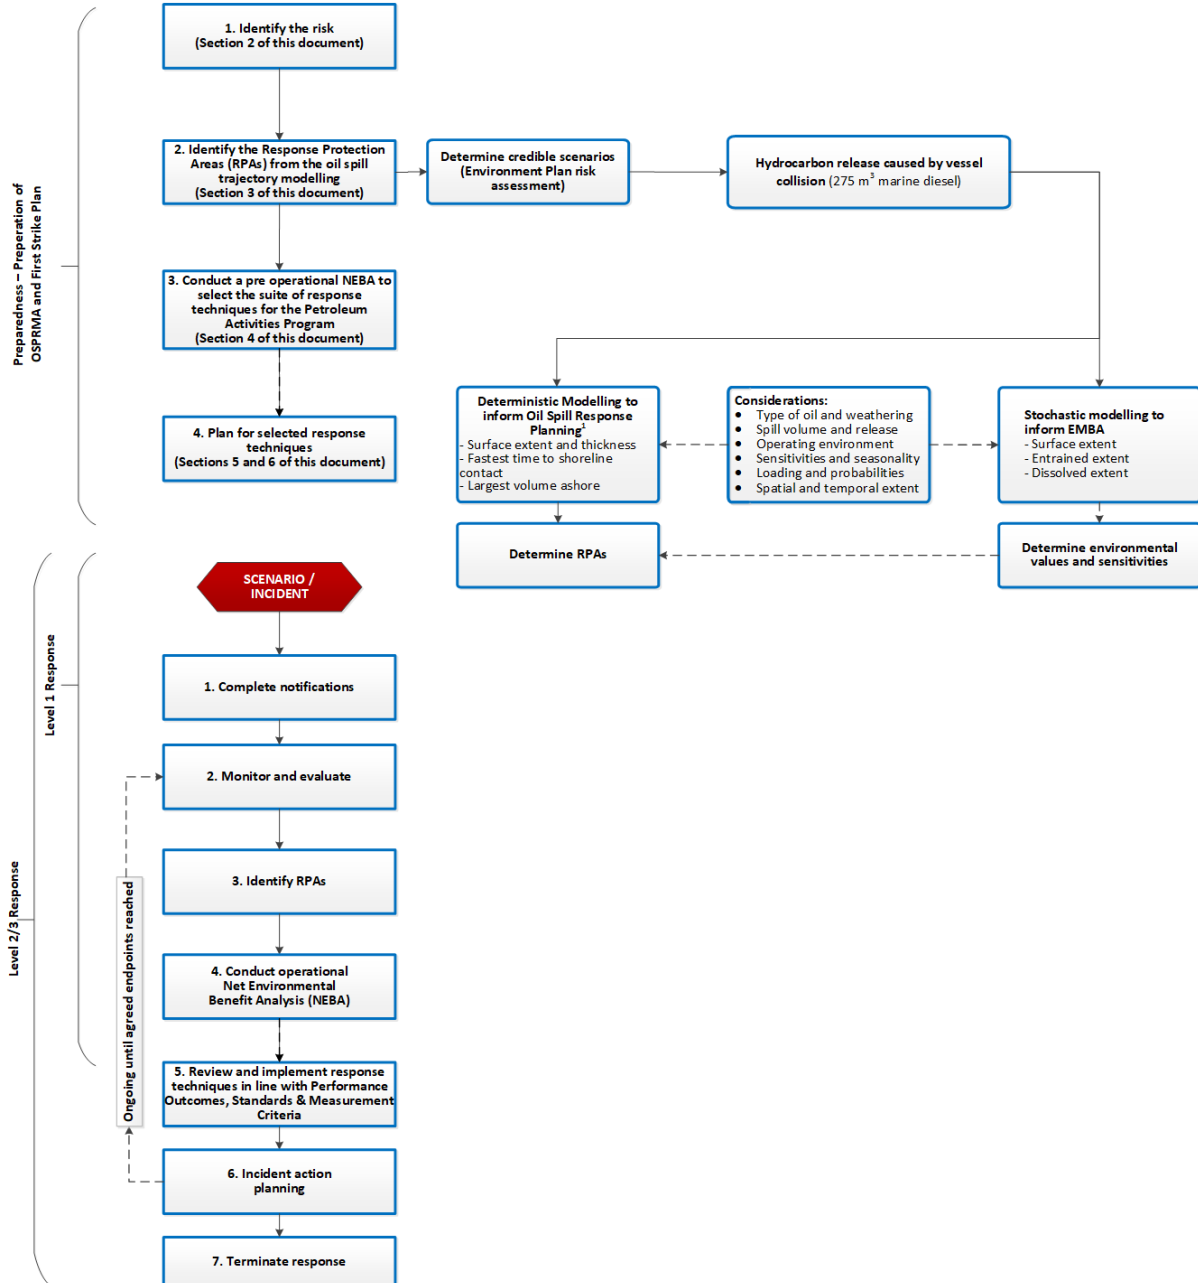 1. Identify the risk
(Section 2 of this document)
2. Identify the Response Protection
Areas (RPAs) from the oil spill
trajectory modelling
(Section 3 of this document)
Determine credible scenarios
(Environment Plan risk
assessment)
Hydrocarbon release caused by vessel
collision (275 m³ marine diesel)
Preparedness – Preperation of
OSPRMA and First Strike Plan
3. Conduct a pre operational NEBA to
select the suite of response
techniques for the Petroleum
Activities Program
(Section 4 of this document)
4. Plan for selected response
techniques
(Sections 5 and 6 of this document)
Deterministic Modelling to
inform Oil Spill Response
Planning¹
- Surface extent and thickness
- Fastest time to shoreline
contact
- Largest volume ashore
Considerations:
● Type of oil and weathering
● Spill volume and release
● Operating environment
● Sensitivities and seasonality
● Loading and probabilities
● Spatial and temporal extent
Stochastic modelling to
inform EMBA
- Surface extent
- Entrained extent
- Dissolved extent
Determine RPAs
Determine environmental
values and sensitivities
SCENARIO /
INCIDENT
Level 1 Response
1. Complete notifications
2. Monitor and evaluate
3. Identify RPAs
Level 2/3 Response
Ongoing until agreed endpoints reached
4. Conduct operational
Net Environmental
Benefit Analysis (NEBA)
5. Review and implement response
techniques in line with Performance
Outcomes, Standards & Measurement
Criteria
6. Incident action
planning
7. Terminate response